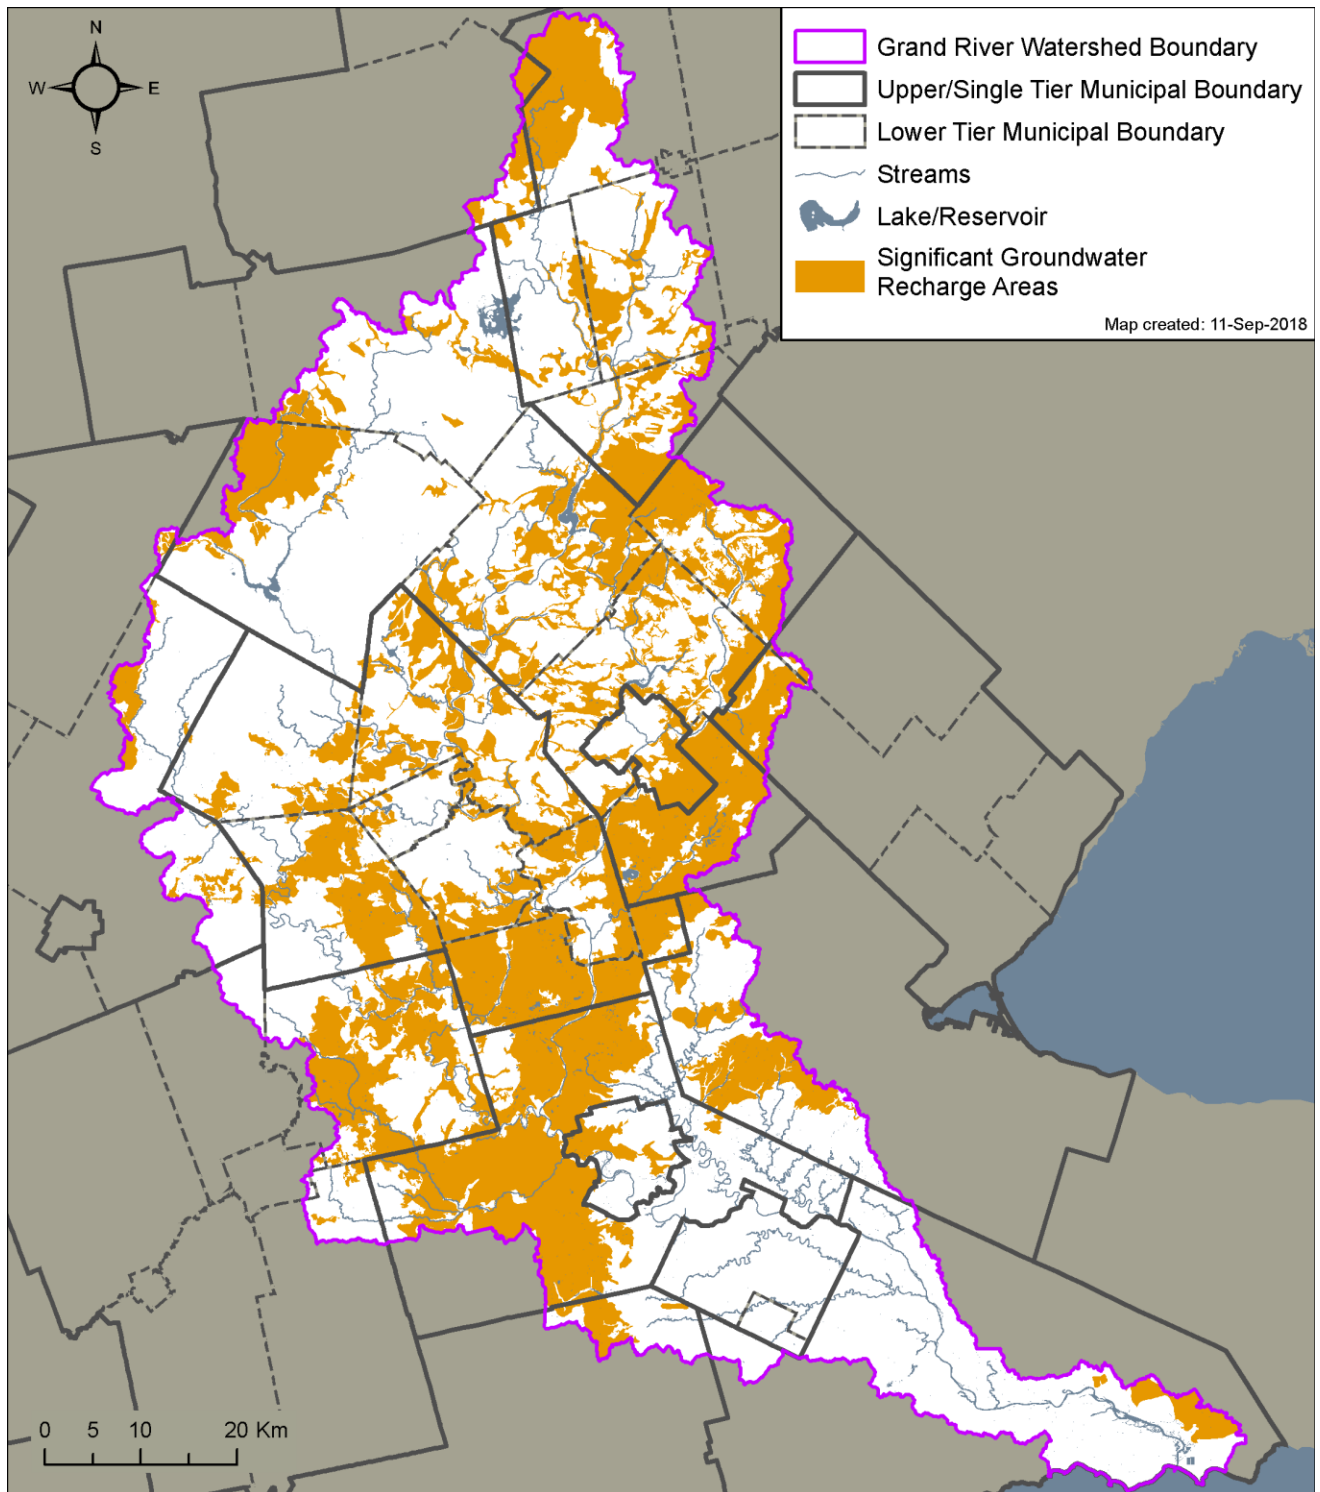 N
W
E
S
Grand River Watershed Boundary
Upper/Single Tier Municipal Boundary
Lower Tier Municipal Boundary
Streams
Lake/Reservoir
Significant Groundwater
Recharge Areas
Map created: 11-Sep-2018
0 5 10 20 Km